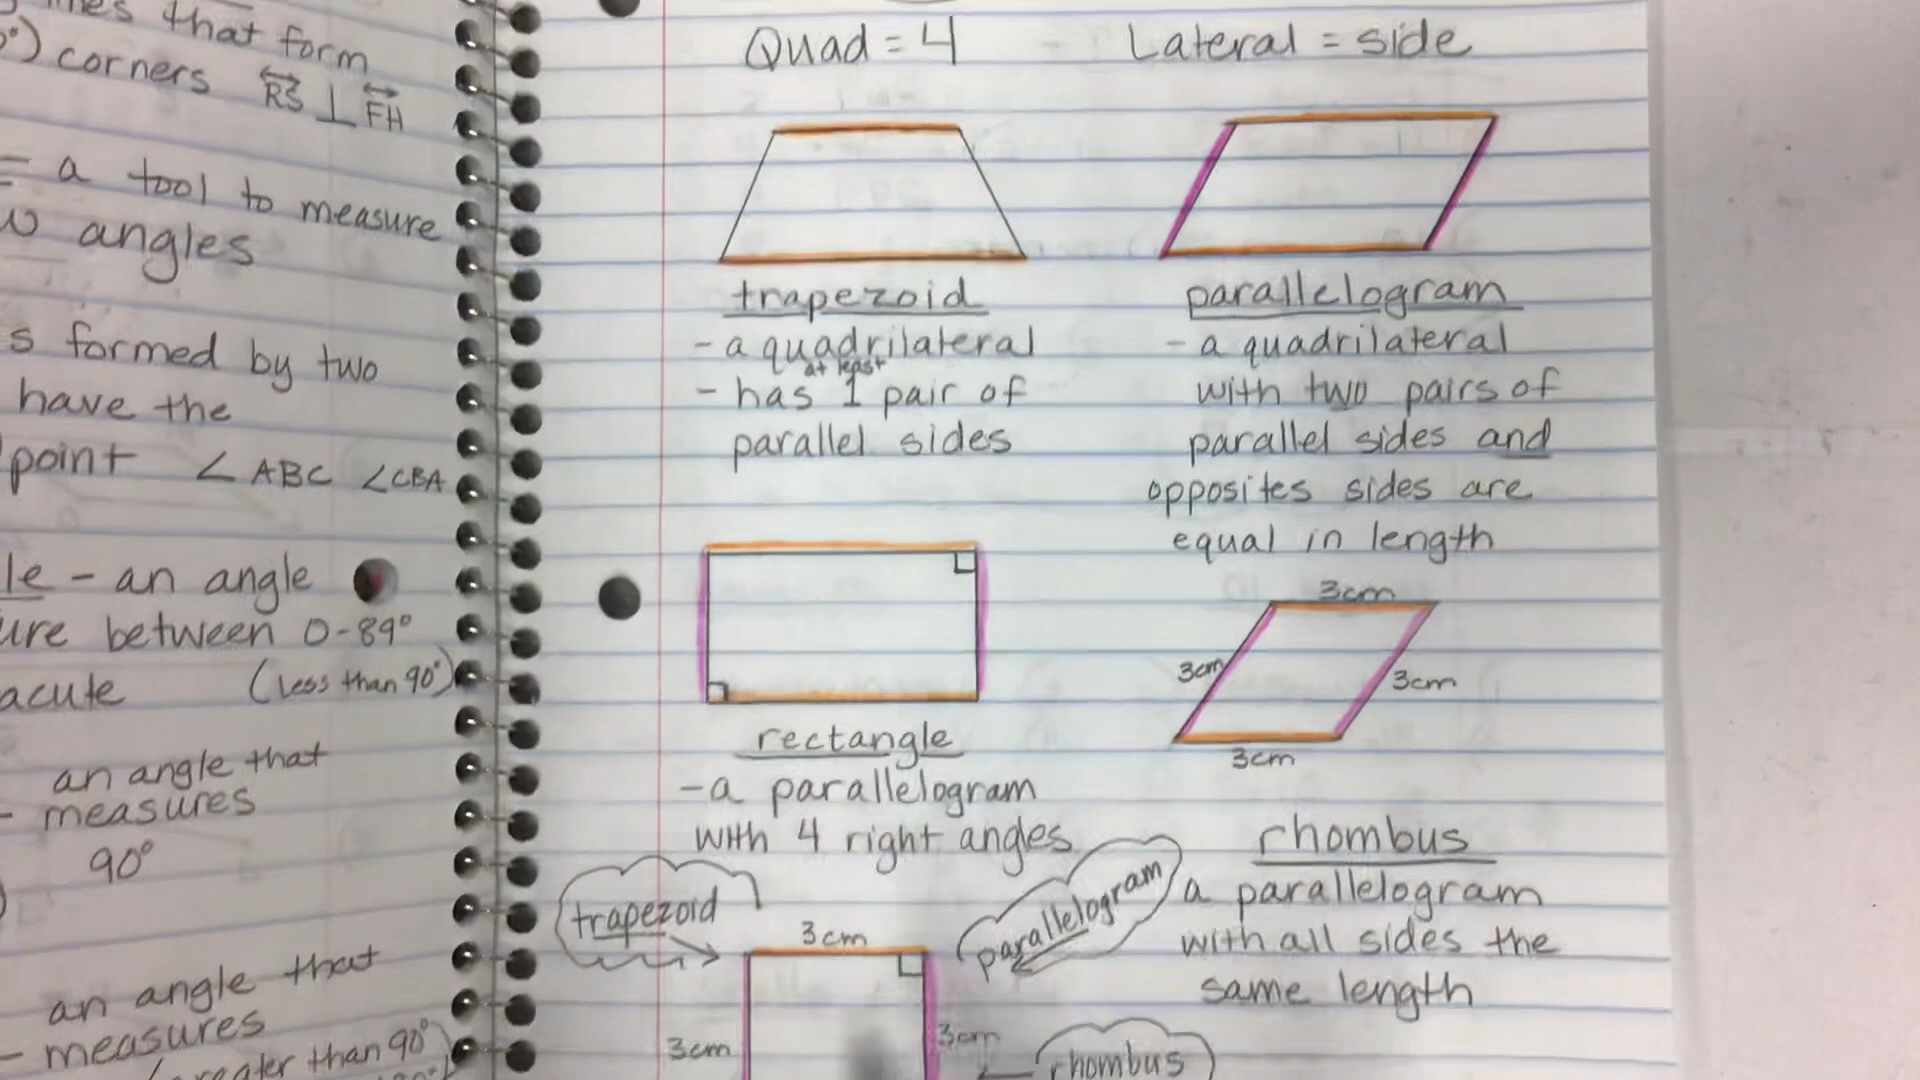 that form
corners RS ⊥ FH
= a tool to measure
angles
s formed by two
have the
point ∠ABC ∠CBA
le - an angle
ure between 0-89°
acute (less than 90°)
an angle that
- measures
90°
an angle that
- measures
greater than 90°
Quad = 4 Lateral = side
trapezoid
- a quadrilateral
at least
- has 1 pair of
parallel sides
parallelogram
- a quadrilateral
with two pairs of
parallel sides and
opposites sides are
equal in length
rectangle
- a parallelogram
with 4 right angles
3cm
3cm
3cm
3cm
rhombus
a parallelogram
with all sides the
same length
trapezoid
parallelogram
3cm
3cm
3cm
rhombus